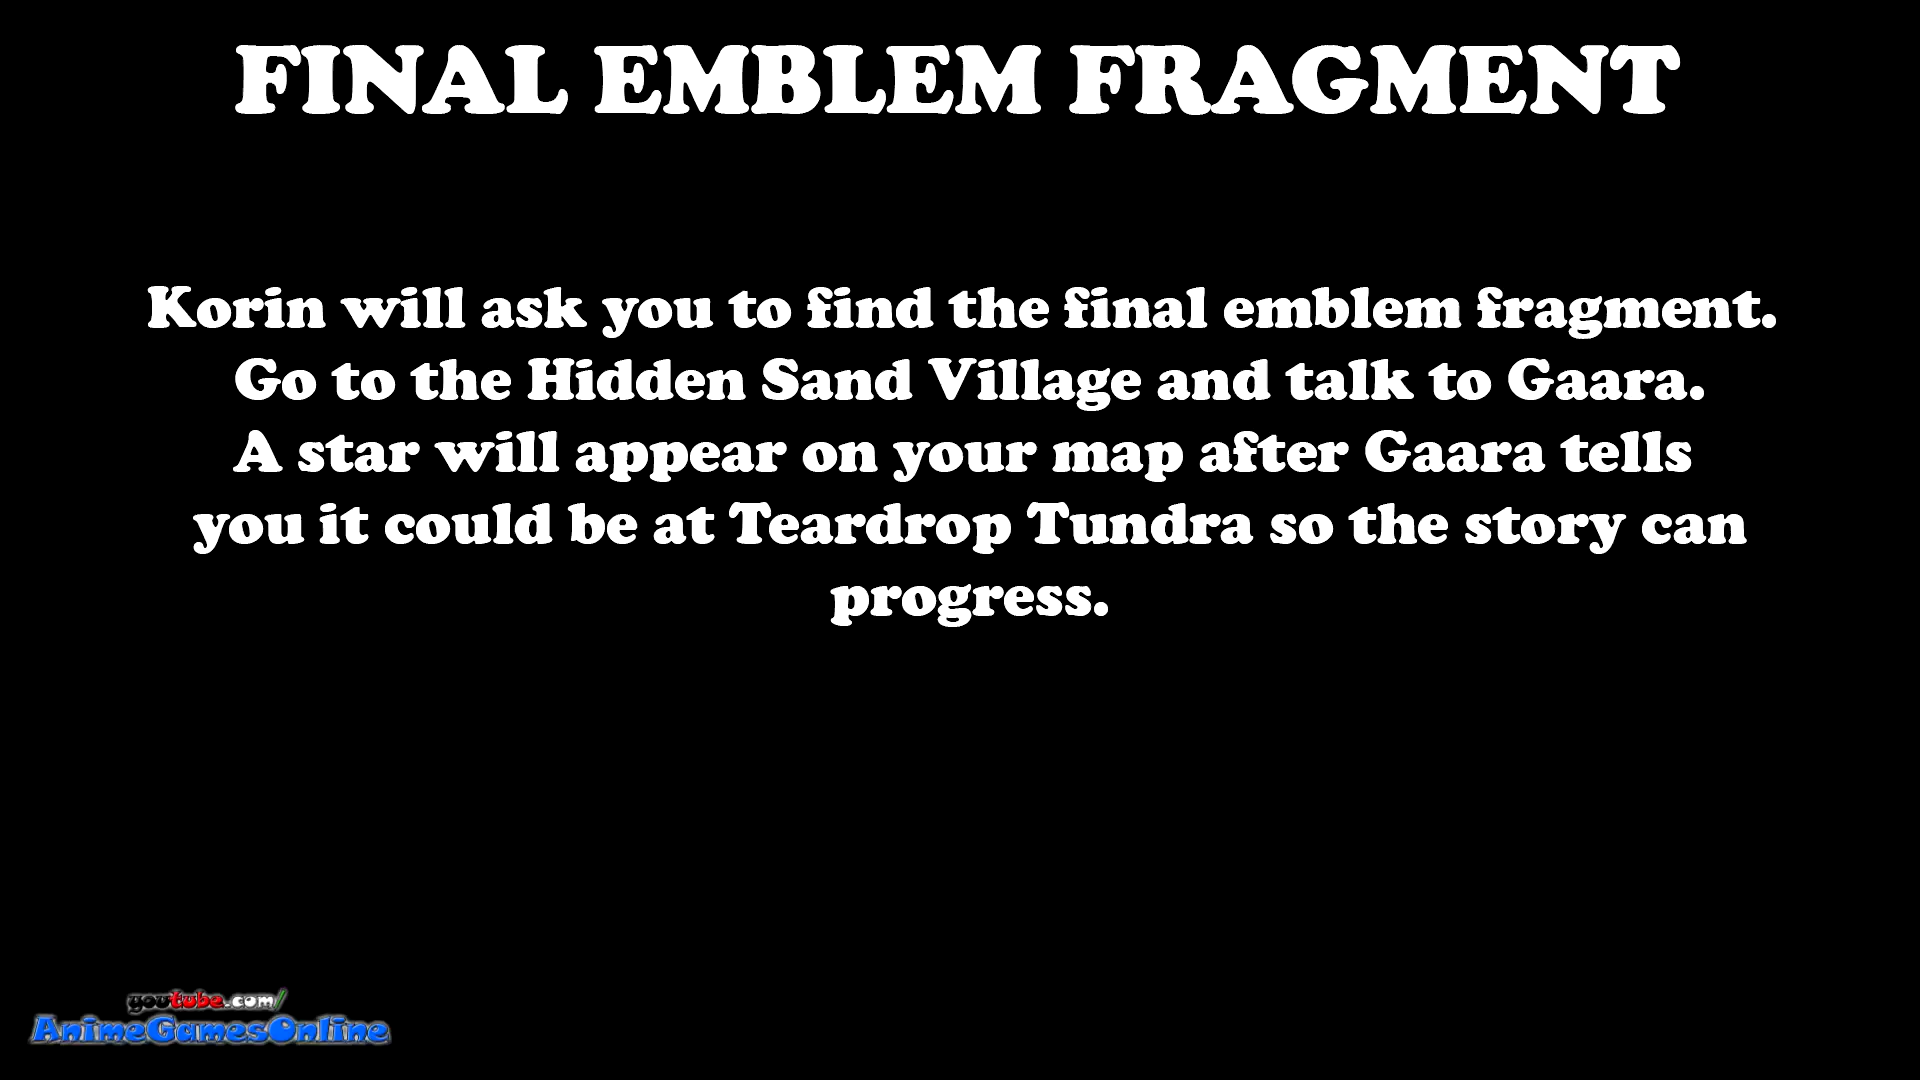 FINAL EMBLEM FRAGMENT
Korin will ask you to find the final emblem fragment.
Go to the Hidden Sand Village and talk to Gaara.
A star will appear on your map after Gaara tells
you it could be at Teardrop Tundra so the story can
progress.
youtube.com/
AnimeGamesOnline